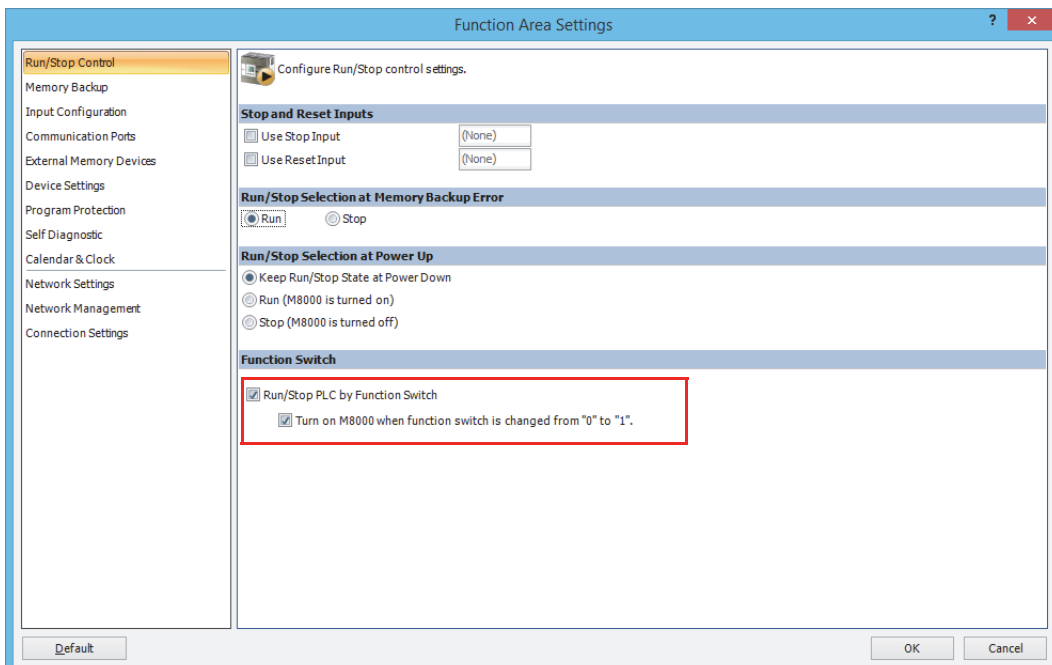 Function Area Settings
?
Run/Stop Control
Memory Backup
Input Configuration
Communication Ports
External Memory Devices
Device Settings
Program Protection
Self Diagnostic
Calendar & Clock
Network Settings
Network Management
Connection Settings
Configure Run/Stop control settings.
Stop and Reset Inputs
Use Stop Input (None)
Use Reset Input (None)
Run/Stop Selection at Memory Backup Error
Run Stop
Run/Stop Selection at Power Up
Keep Run/Stop State at Power Down
Run (M8000 is turned on)
Stop (M8000 is turned off)
Function Switch
Run/Stop PLC by Function Switch
Turn on M8000 when function switch is changed from "0" to "1".
Default OK Cancel